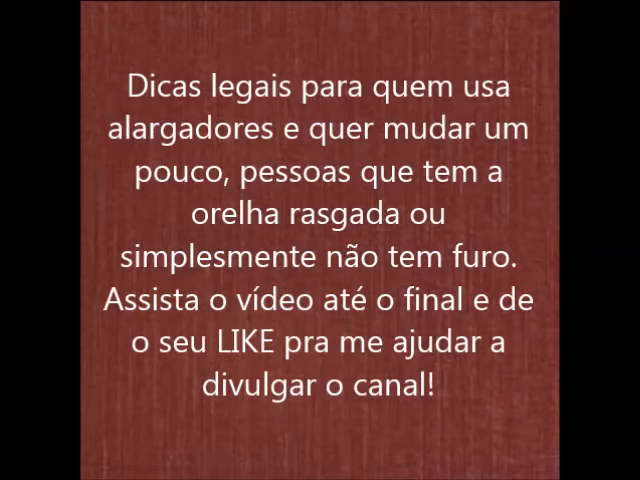 Dicas legais para quem usa
alargadores e quer mudar um
pouco, pessoas que tem a
orelha rasgada ou
simplesmente não tem furo.
Assista o vídeo até o final e de
o seu LIKE pra me ajudar a
divulgar o canal!